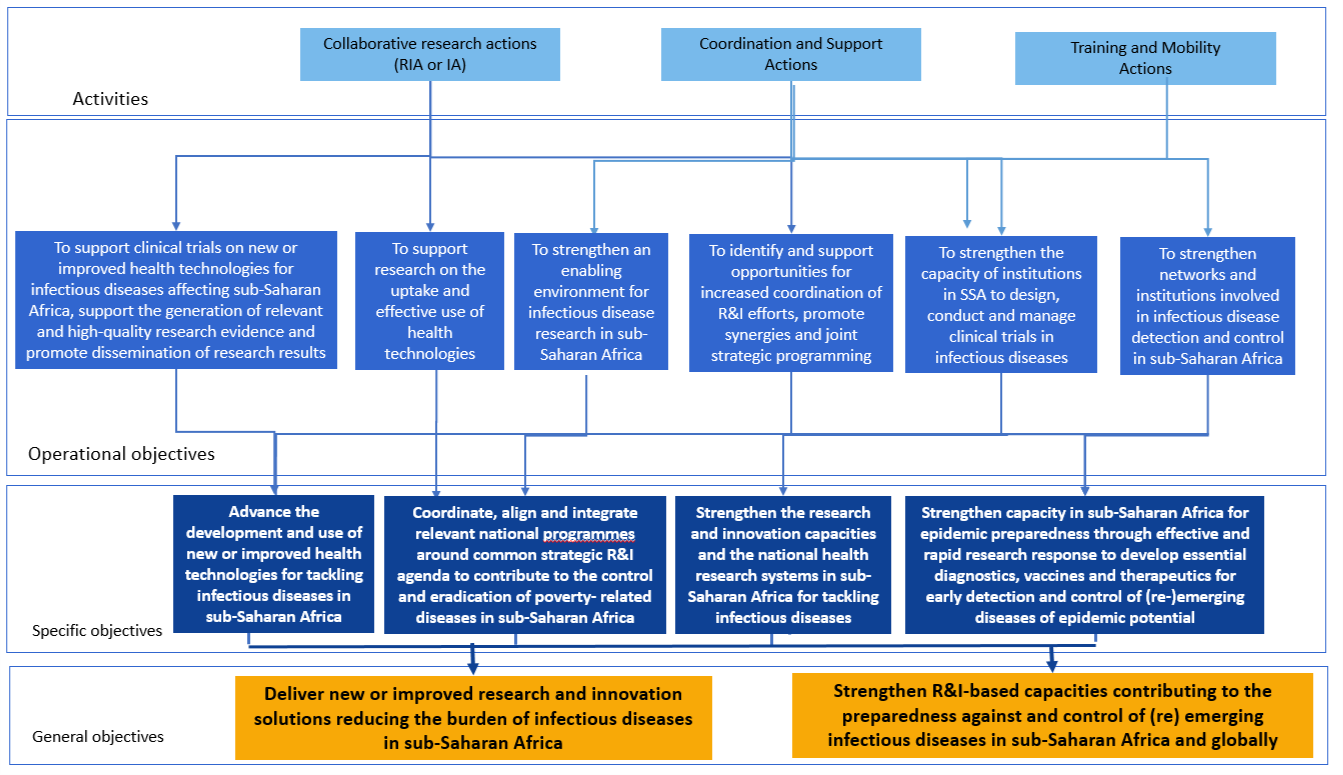 Collaborative research actions
(RIA or IA)
Coordination and Support
Actions
Training and Mobility
Actions
Activities
To support clinical trials on new or
improved health technologies for
infectious diseases affecting sub-Saharan
Africa, support the generation of relevant
and high-quality research evidence and
promote dissemination of research results
To support
research on the
uptake and
effective use of
health
technologies
To strengthen an
enabling
environment for
infectious disease
research in sub-
Saharan Africa
To identify and support
opportunities for
increased coordination of
R&I efforts, promote
synergies and joint
strategic programming
To strengthen the
capacity of institutions
in SSA to design,
conduct and manage
clinical trials in
infectious diseases
To strengthen
networks and
institutions involved
in infectious disease
detection and control
in sub-Saharan Africa
Operational objectives
Advance the
development and use of
new or improved health
technologies for tackling
infectious diseases in
sub-Saharan Africa
Coordinate, align and integrate
relevant national programmes
around common strategic R&I
agenda to contribute to the control
and eradication of poverty- related
diseases in sub-Saharan Africa
Strengthen the research
and innovation capacities
and the national health
research systems in sub-
Saharan Africa for tackling
infectious diseases
Strengthen capacity in sub-Saharan Africa for
epidemic preparedness through effective and
rapid research response to develop essential
diagnostics, vaccines and therapeutics for
early detection and control of (re-)emerging
diseases of epidemic potential
Specific objectives
Deliver new or improved research and innovation
solutions reducing the burden of infectious diseases
in sub-Saharan Africa
Strengthen R&I-based capacities contributing to the
preparedness against and control of (re) emerging
infectious diseases in sub-Saharan Africa and globally
General objectives